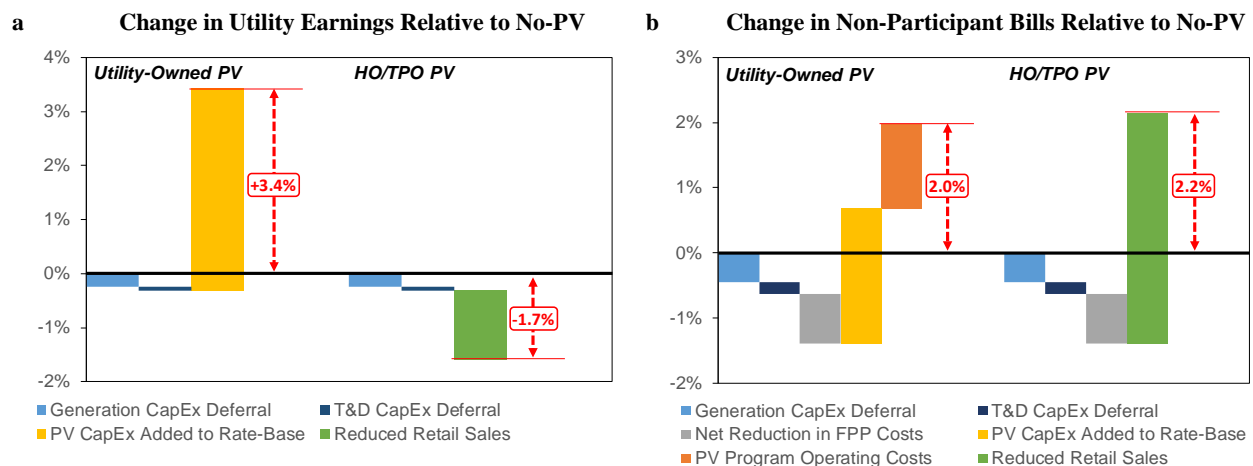 a Change in Utility Earnings Relative to No-PV
4%
3%
2%
1%
0%
-1%
-2%
Utility-Owned PV
HO/TPO PV
+3.4%
-1.7%
Generation CapEx Deferral
T&D CapEx Deferral
PV CapEx Added to Rate-Base
Reduced Retail Sales
b Change in Non-Participant Bills Relative to No-PV
3%
2%
1%
0%
-1%
-2%
Utility-Owned PV
HO/TPO PV
2.0%
2.2%
Generation CapEx Deferral
T&D CapEx Deferral
Net Reduction in FPP Costs
PV CapEx Added to Rate-Base
PV Program Operating Costs
Reduced Retail Sales